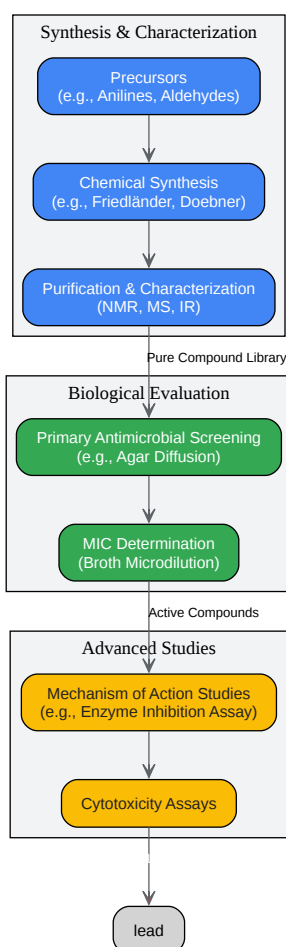 Synthesis & Characterization
Precursors
(e.g., Anilines, Aldehydes)
Chemical Synthesis
(e.g., Friedländer, Doebner)
Purification & Characterization
(NMR, MS, IR)
Pure Compound Library
Biological Evaluation
Primary Antimicrobial Screening
(e.g., Agar Diffusion)
MIC Determination
(Broth Microdilution)
Active Compounds
Advanced Studies
Mechanism of Action Studies
(e.g., Enzyme Inhibition Assay)
Cytotoxicity Assays
lead